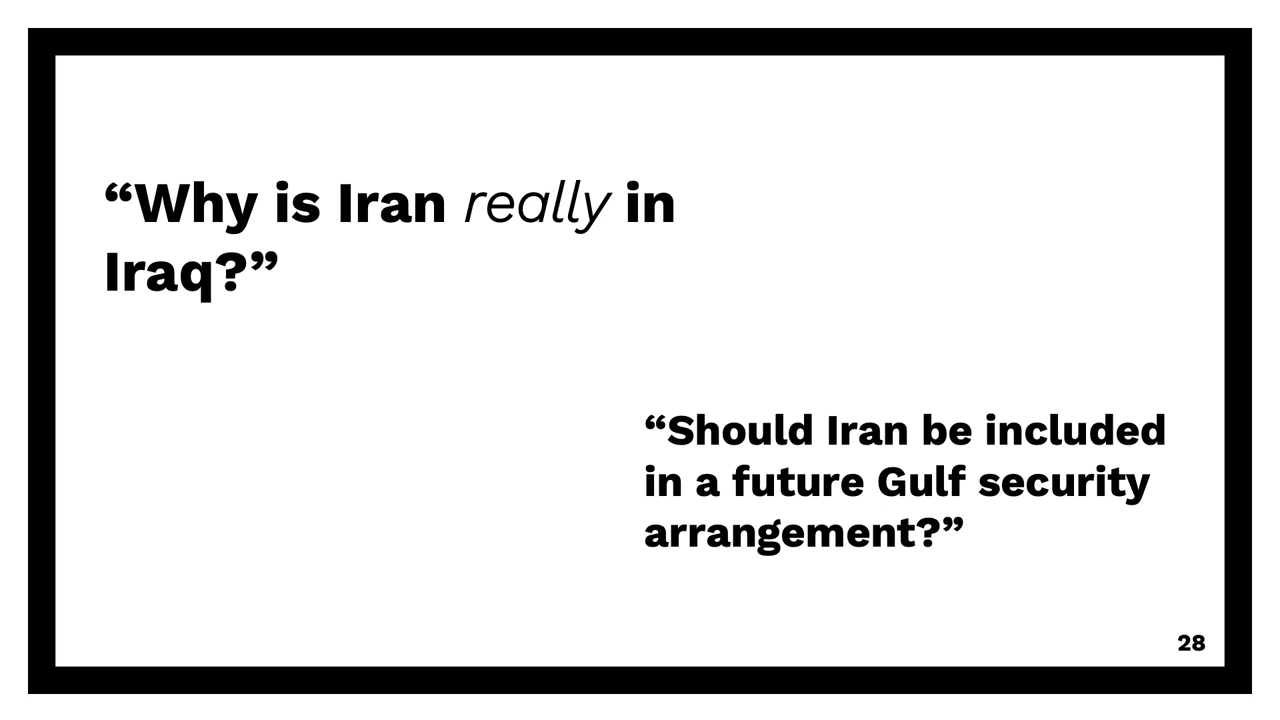 “Why is Iran really in
Iraq?”
“Should Iran be included
in a future Gulf security
arrangement?”
28